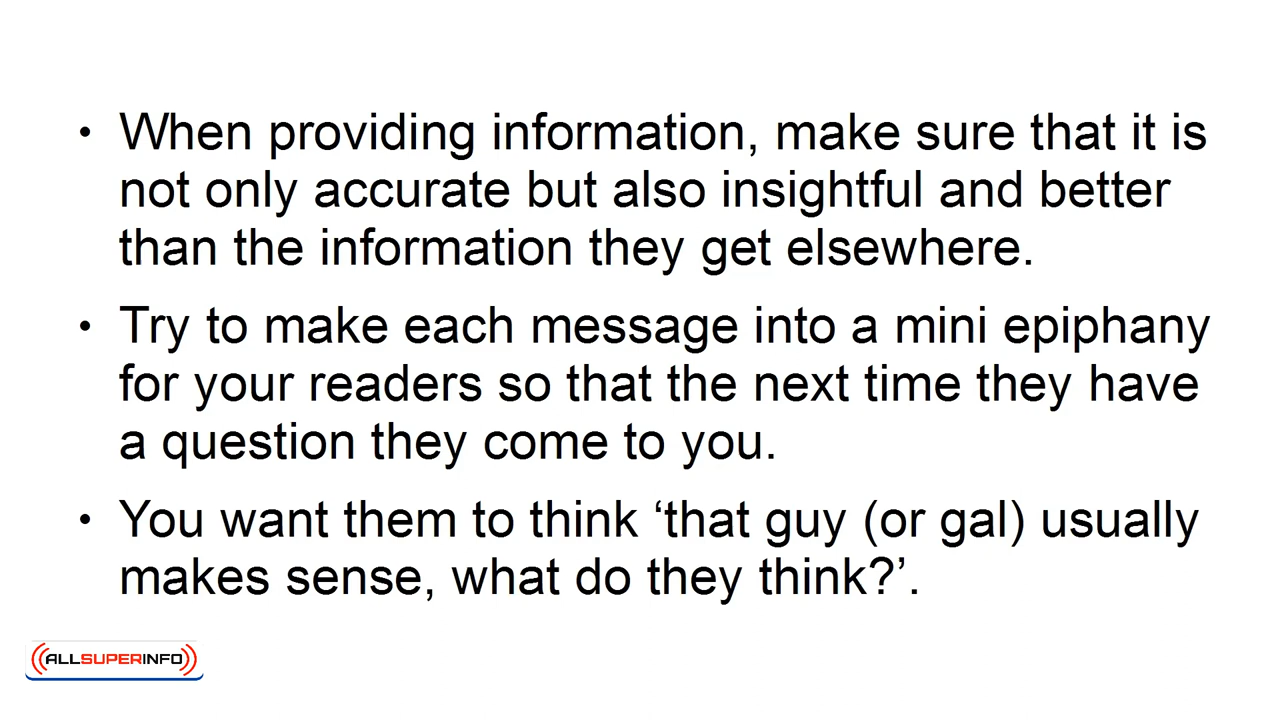 • When providing information, make sure that it is
not only accurate but also insightful and better
than the information they get elsewhere.
• Try to make each message into a mini epiphany
for your readers so that the next time they have
a question they come to you.
• You want them to think ‘that guy (or gal) usually
makes sense, what do they think?’.
ALLSUPERINFO